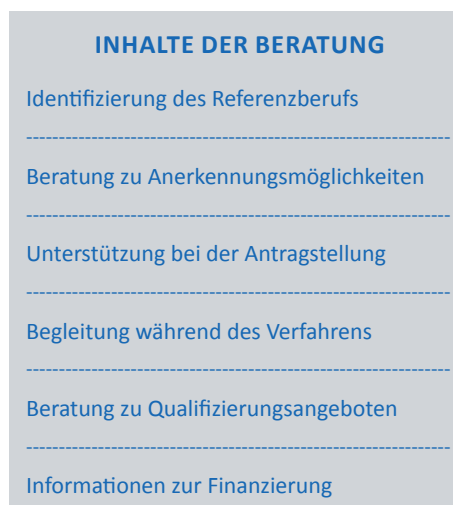 INHALTE DER BERATUNG
Identifizierung des Referenzberufs
Beratung zu Anerkennungsmöglichkeiten
Unterstützung bei der Antragstellung
Begleitung während des Verfahrens
Beratung zu Qualifizierungsangeboten
Informationen zur Finanzierung